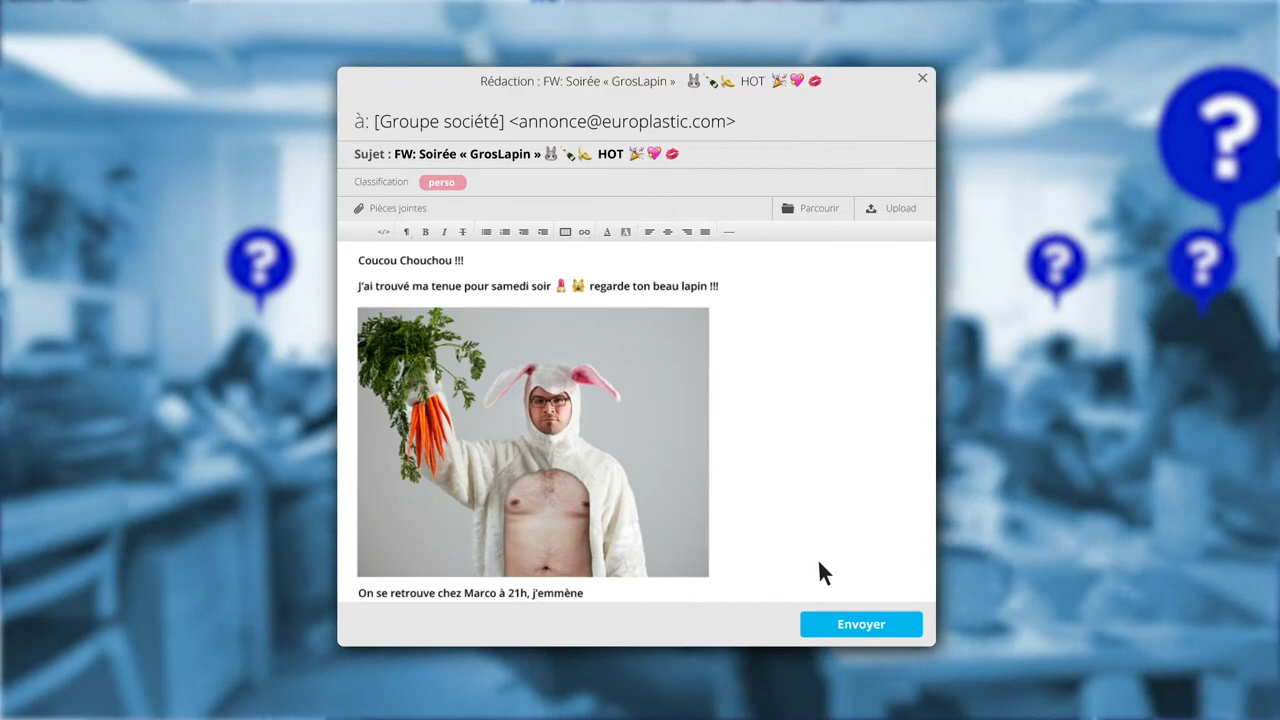 Rédaction : FW: Soirée « GrosLapin » 🐰🍾🍌 HOT 🎉💖💋
à: [Groupe société] <annonce@europlastic.com>
Sujet : FW: Soirée « GrosLapin » 🐰🍾🍌 HOT 🎉💖💋
Classification perso
Pièces jointes Parcourir Upload
Coucou Chouchou !!!
J'ai trouvé ma tenue pour samedi soir 💄 😸 regarde ton beau lapin !!!
On se retrouve chez Marco à 21h, j'emmène
Envoyer
?
?
?
?